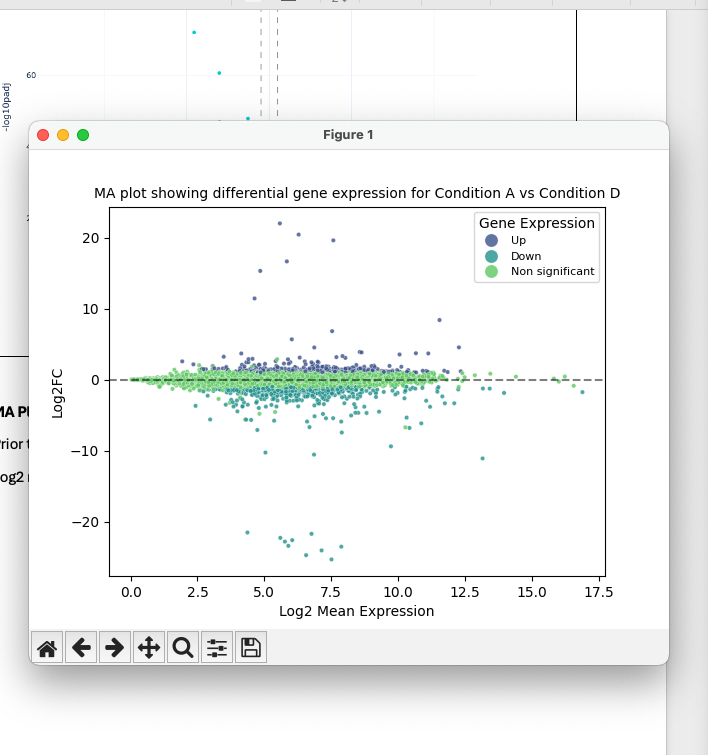 60
-log10padj
Figure 1
MA plot showing differential gene expression for Condition A vs Condition D
Gene Expression
Up
Down
Non significant
20
10
0
−10
−20
Log2FC
0.0 2.5 5.0 7.5 10.0 12.5 15.0 17.5
Log2 Mean Expression